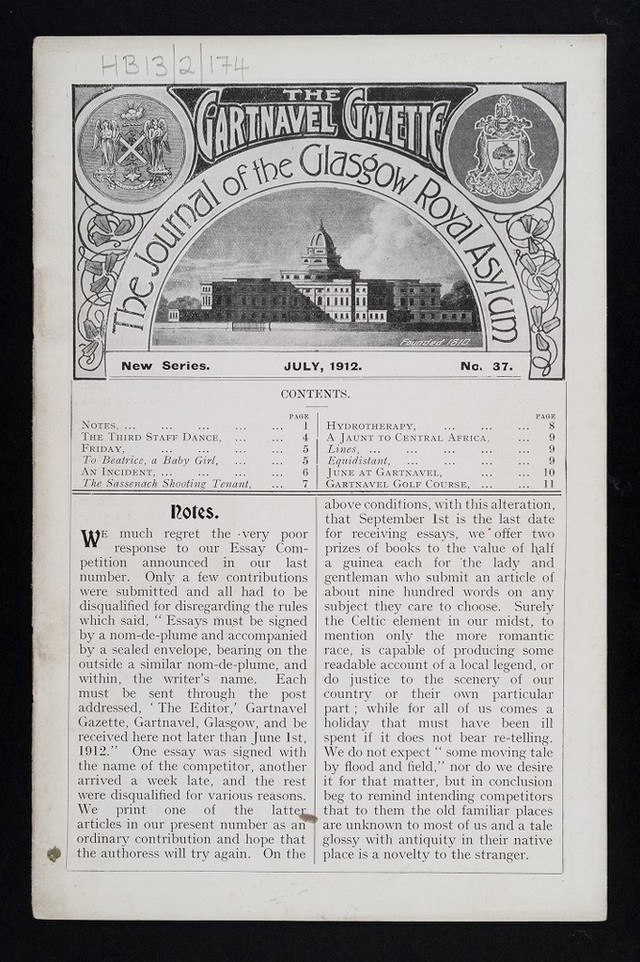 HB13/2/174
THE
GARTNAVEL GAZETTE
The Journal of the Glasgow Royal Asylum
Founded 1810.
New Series. JULY, 1912. No. 37.
CONTENTS.
PAGE
NOTES, ... ... ... ... ... 1
THE THIRD STAFF DANCE, ... ... 4
FRIDAY, ... ... ... ... 5
To Beatrice, a Baby Girl, ... ... 5
AN INCIDENT, ... ... ... ... 6
The Sassenach Shooting Tenant, ... 7
PAGE
HYDROTHERAPY, ... ... ... 8
A JAUNT TO CENTRAL AFRICA, ... 9
Lines, ... ... ... ... ... 9
Equidistant, ... ... ... ... 9
JUNE AT GARTNAVEL, ... ... 10
GARTNAVEL GOLF COURSE, ... ... 11
Notes.
WE much regret the very poor
response to our Essay Com-
petition announced in our last
number. Only a few contributions
were submitted and all had to be
disqualified for disregarding the rules
which said, " Essays must be signed
by a nom-de-plume and accompanied
by a sealed envelope, bearing on the
outside a similar nom-de-plume, and
within, the writer's name. Each
must be sent through the post
addressed, ' The Editor,' Gartnavel
Gazette, Gartnavel, Glasgow, and be
received here not later than June 1st,
1912." One essay was signed with
the name of the competitor, another
arrived a week late, and the rest
were disqualified for various reasons.
We print one of the latter
articles in our present number as an
ordinary contribution and hope that
the authoress will try again. On the
above conditions, with this alteration,
that September 1st is the last date
for receiving essays, we offer two
prizes of books to the value of half
a guinea each for the lady and
gentleman who submit an article of
about nine hundred words on any
subject they care to choose. Surely
the Celtic element in our midst, to
mention only the more romantic
race, is capable of producing some
readable account of a local legend, or
do justice to the scenery of our
country or their own particular
part ; while for all of us comes a
holiday that must have been ill
spent if it does not bear re-telling.
We do not expect " some moving tale
by flood and field," nor do we desire
it for that matter, but in conclusion
beg to remind intending competitors
that to them the old familiar places
are unknown to most of us and a tale
glossy with antiquity in their native
place is a novelty to the stranger.